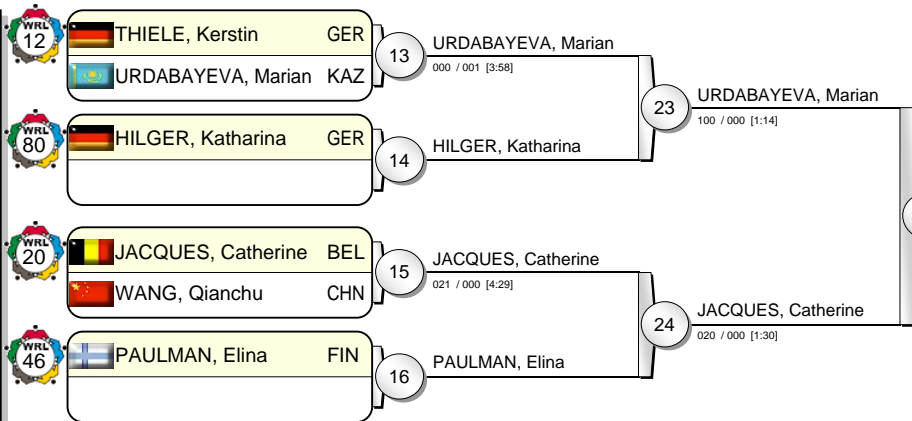 WRL
12
THIELE, Kerstin GER
URDABAYEVA, Marian KAZ
13
URDABAYEVA, Marian
000 / 001 [3:58]
WRL
80
HILGER, Katharina GER
14
HILGER, Katharina
23
URDABAYEVA, Marian
100 / 000 [1:14]
WRL
20
JACQUES, Catherine BEL
WANG, Qianchu CHN
15
JACQUES, Catherine
021 / 000 [4:29]
WRL
46
PAULMAN, Elina FIN
16
PAULMAN, Elina
24
JACQUES, Catherine
020 / 000 [1:30]